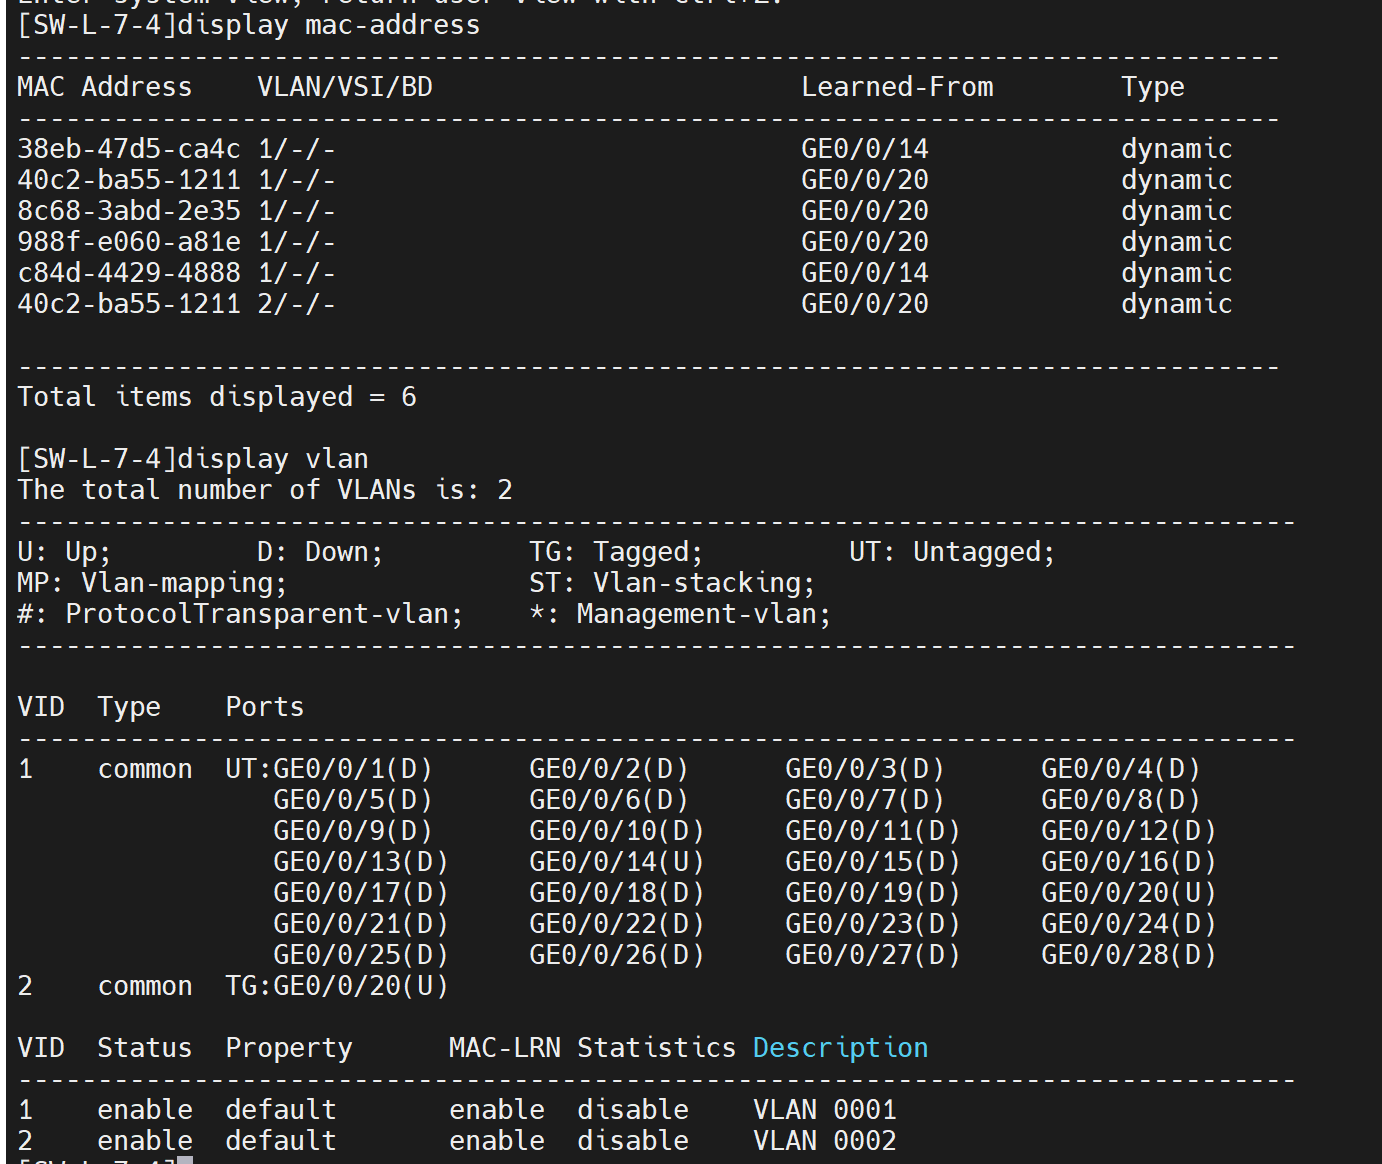 Enter system view, return user view with Ctrl+Z.
[SW-L-7-4]display mac-address
-------------------------------------------------------------------------------
MAC Address    VLAN/VSI/BD                       Learned-From        Type
-------------------------------------------------------------------------------
38eb-47d5-ca4c 1/-/-                             GE0/0/14            dynamic
40c2-ba55-1211 1/-/-                             GE0/0/20            dynamic
8c68-3abd-2e35 1/-/-                             GE0/0/20            dynamic
988f-e060-a81e 1/-/-                             GE0/0/20            dynamic
c84d-4429-4888 1/-/-                             GE0/0/14            dynamic
40c2-ba55-1211 2/-/-                             GE0/0/20            dynamic
-------------------------------------------------------------------------------
Total items displayed = 6
[SW-L-7-4]display vlan
The total number of VLANs is: 2
--------------------------------------------------------------------------------
U: Up;         D: Down;         TG: Tagged;         UT: Untagged;
MP: Vlan-mapping;               ST: Vlan-stacking;
#: ProtocolTransparent-vlan;    *: Management-vlan;
--------------------------------------------------------------------------------
VID  Type    Ports
--------------------------------------------------------------------------------
1    common  UT:GE0/0/1(D)      GE0/0/2(D)      GE0/0/3(D)      GE0/0/4(D)
                GE0/0/5(D)      GE0/0/6(D)      GE0/0/7(D)      GE0/0/8(D)
                GE0/0/9(D)      GE0/0/10(D)     GE0/0/11(D)     GE0/0/12(D)
                GE0/0/13(D)     GE0/0/14(U)     GE0/0/15(D)     GE0/0/16(D)
                GE0/0/17(D)     GE0/0/18(D)     GE0/0/19(D)     GE0/0/20(U)
                GE0/0/21(D)     GE0/0/22(D)     GE0/0/23(D)     GE0/0/24(D)
                GE0/0/25(D)     GE0/0/26(D)     GE0/0/27(D)     GE0/0/28(D)
2    common  TG:GE0/0/20(U)
VID  Status  Property      MAC-LRN Statistics Description
--------------------------------------------------------------------------------
1    enable  default       enable  disable    VLAN 0001
2    enable  default       enable  disable    VLAN 0002
[SW-L-7-4]